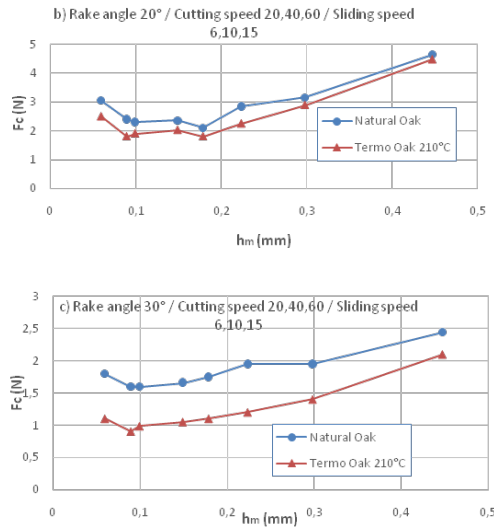 b) Rake angle 20° / Cutting speed 20,40,60 / Sliding speed
6,10,15
5
4
3
2
1
0
Fc (N)
Natural Oak
Termo Oak 210°C
0
0,1
0,2
0,3
0,4
0,5
hm (mm)
c) Rake angle 30° / Cutting speed 20,40,60 / Sliding speed
6,10,15
3
2,5
2
1,5
1
0,5
0
Fc (N)
Natural Oak
Termo Oak 210°C
0
0,1
0,2
0,3
0,4
0,5
hm (mm)